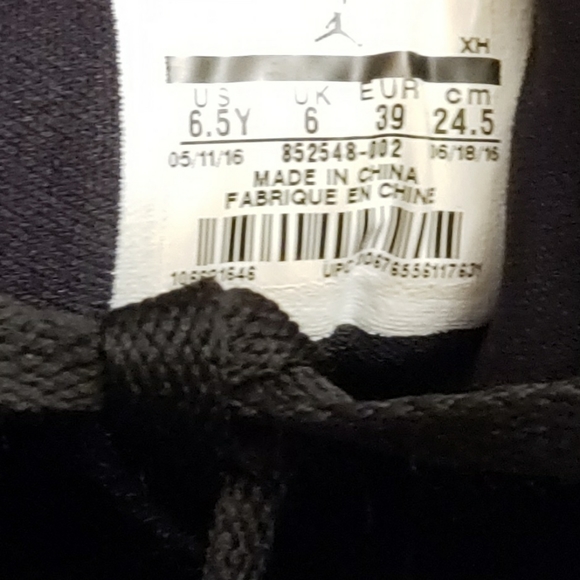 XH
US UK EUR cm
6.5Y 6 39 24.5
05/11/16 852548-002 06/18/16
MADE IN CHINA
FABRIQUE EN CHINE
UPC